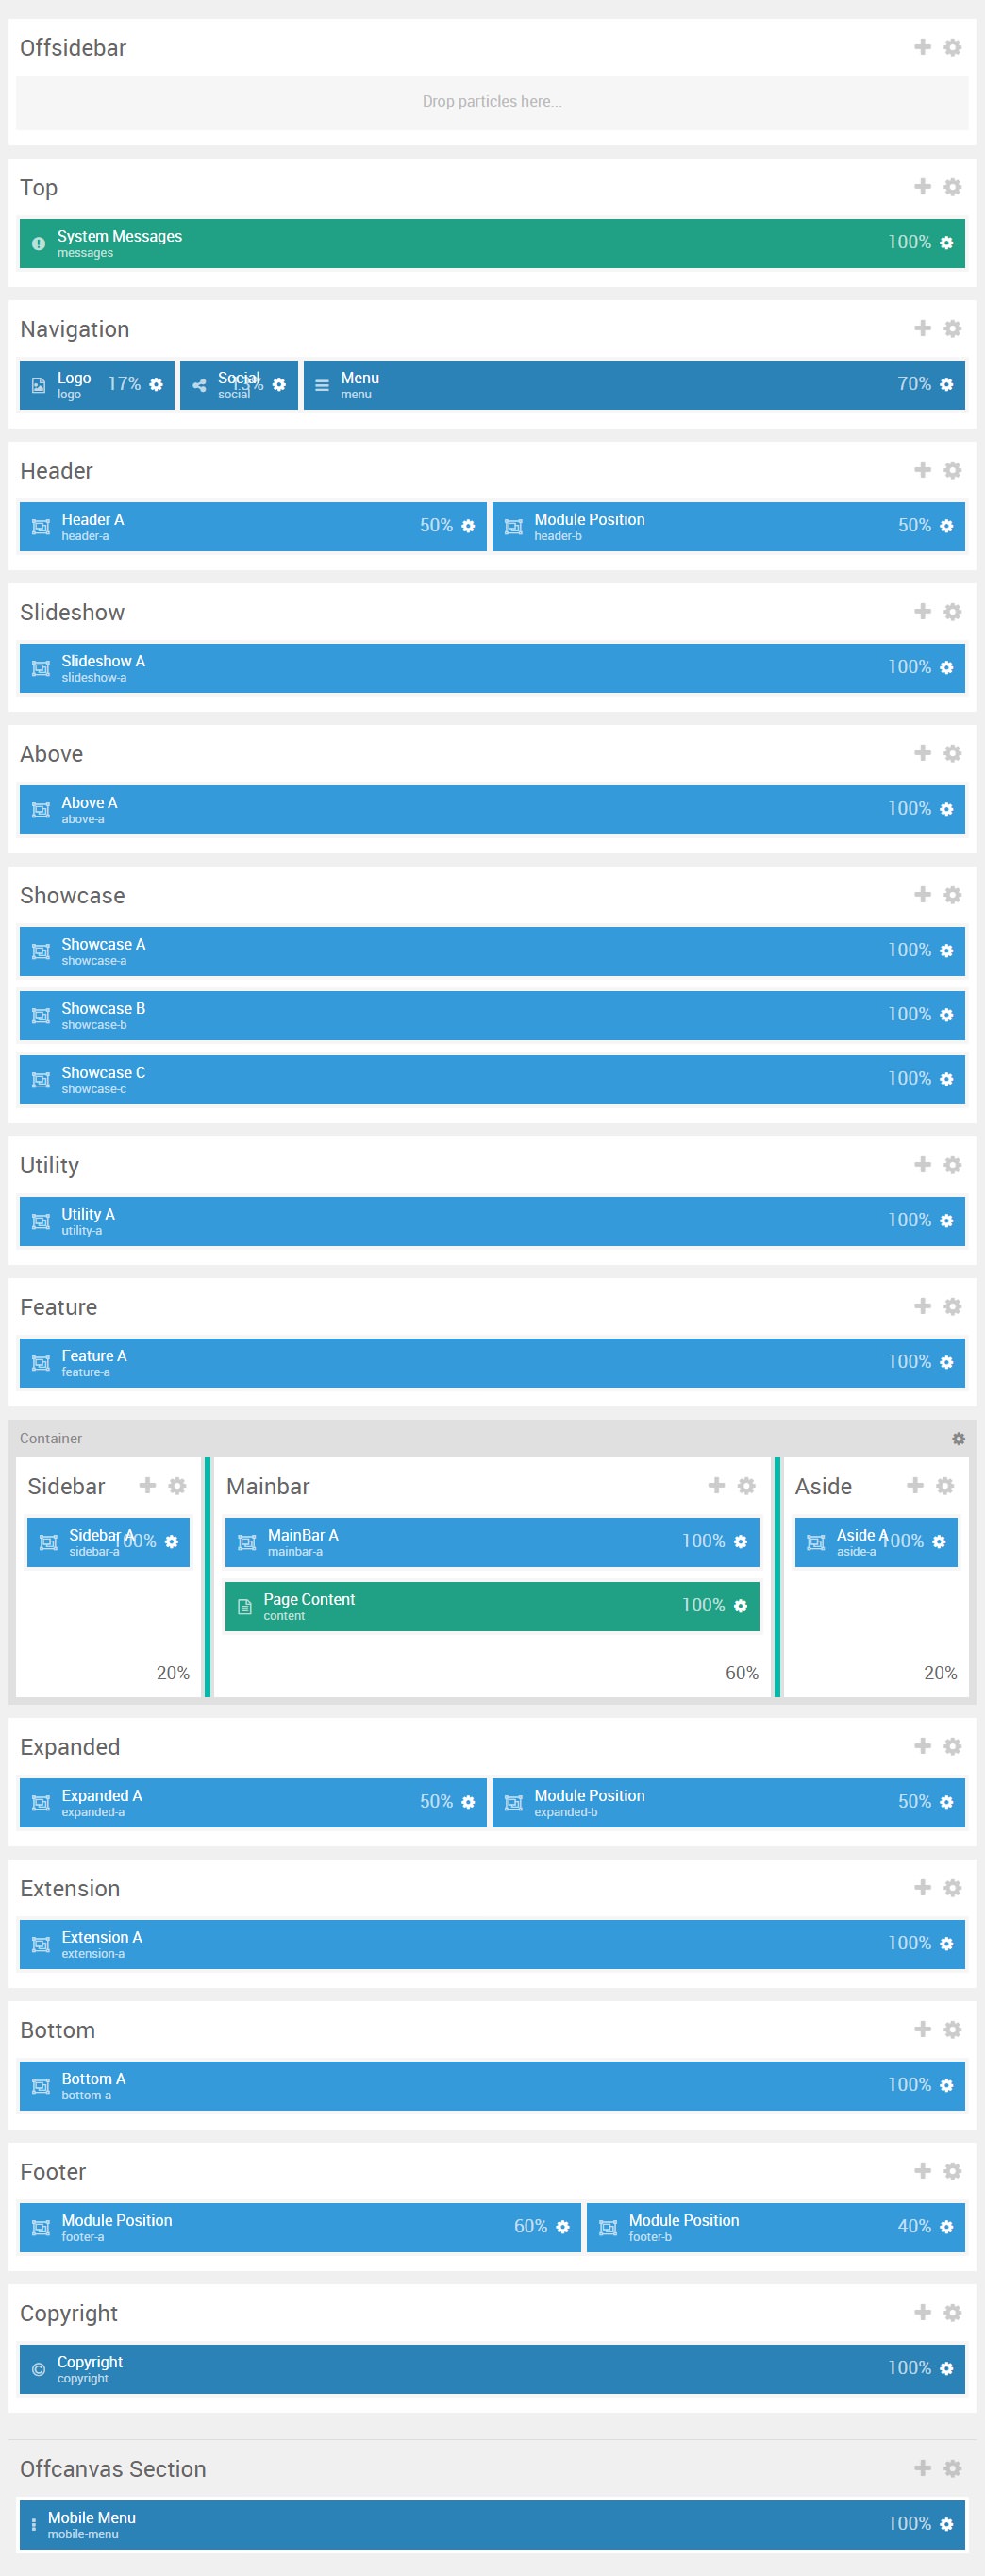 Offsidebar
Drop particles here...
Top
System Messages
messages
100%
Navigation
Logo
logo
17%
Social
social
13%
Menu
menu
70%
Header
Header A
header-a
50%
Module Position
header-b
50%
Slideshow
Slideshow A
slideshow-a
100%
Above
Above A
above-a
100%
Showcase
Showcase A
showcase-a
100%
Showcase B
showcase-b
100%
Showcase C
showcase-c
100%
Utility
Utility A
utility-a
100%
Feature
Feature A
feature-a
100%
Container
Sidebar
Sidebar A
sidebar-a
100%
20%
Mainbar
MainBar A
mainbar-a
100%
Page Content
content
100%
60%
Aside
Aside A
aside-a
100%
20%
Expanded
Expanded A
expanded-a
50%
Module Position
expanded-b
50%
Extension
Extension A
extension-a
100%
Bottom
Bottom A
bottom-a
100%
Footer
Module Position
footer-a
60%
Module Position
footer-b
40%
Copyright
Copyright
copyright
100%
Offcanvas Section
Mobile Menu
mobile-menu
100%